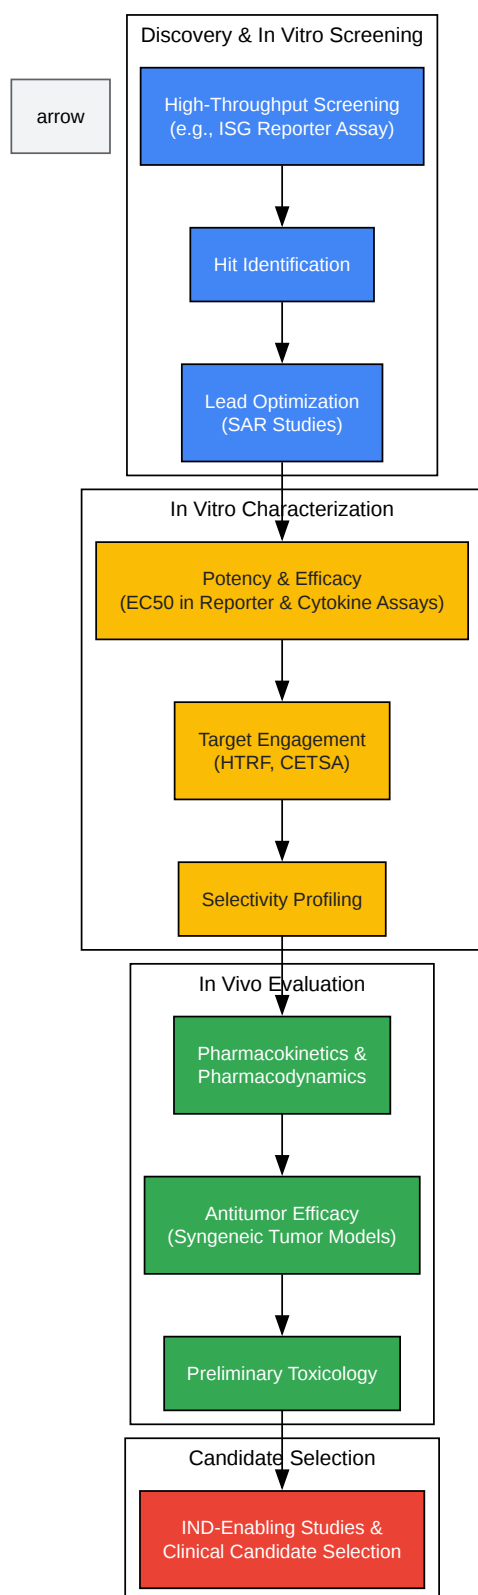 Discovery & In Vitro Screening
arrow
High-Throughput Screening
(e.g., ISG Reporter Assay)
Hit Identification
Lead Optimization
(SAR Studies)
In Vitro Characterization
Potency & Efficacy
(EC50 in Reporter & Cytokine Assays)
Target Engagement
(HTRF, CETSA)
Selectivity Profiling
In Vivo Evaluation
Pharmacokinetics &
Pharmacodynamics
Antitumor Efficacy
(Syngeneic Tumor Models)
Preliminary Toxicology
Candidate Selection
IND-Enabling Studies &
Clinical Candidate Selection